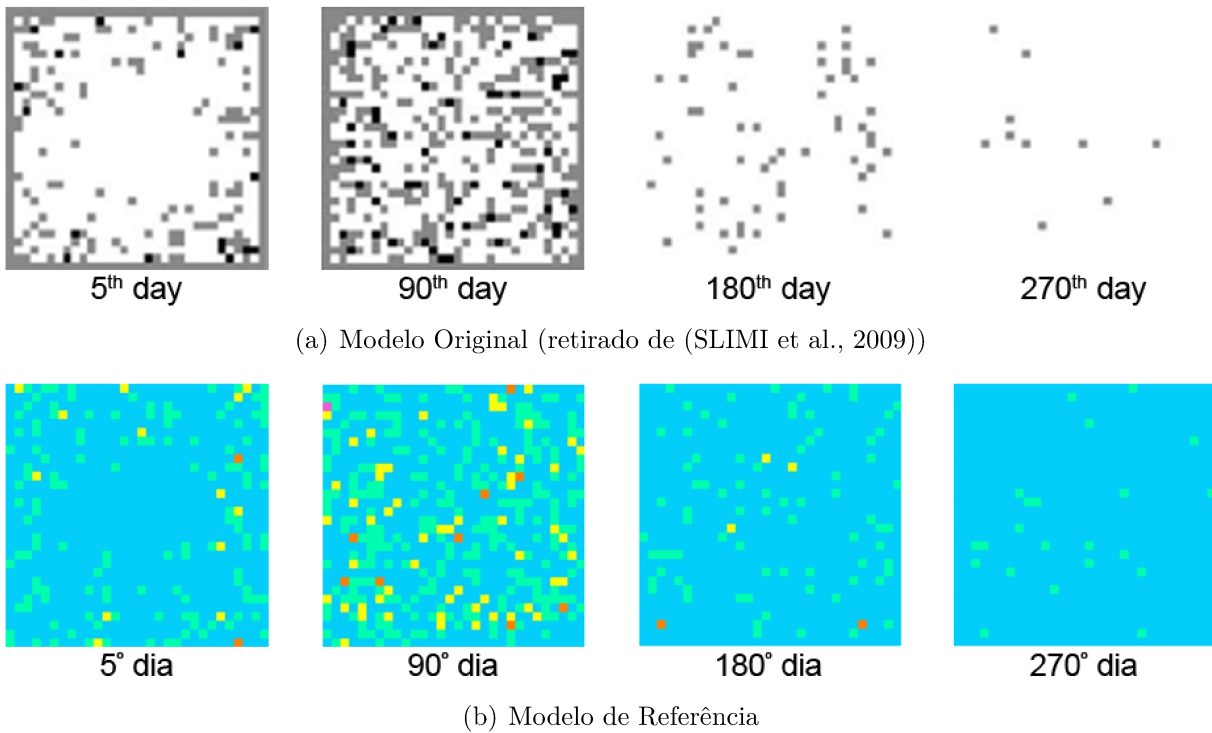 5th day 90th day 180th day 270th day
(a) Modelo Original (retirado de (SLIMI et al., 2009))
5° dia 90° dia 180° dia 270° dia
(b) Modelo de Referência